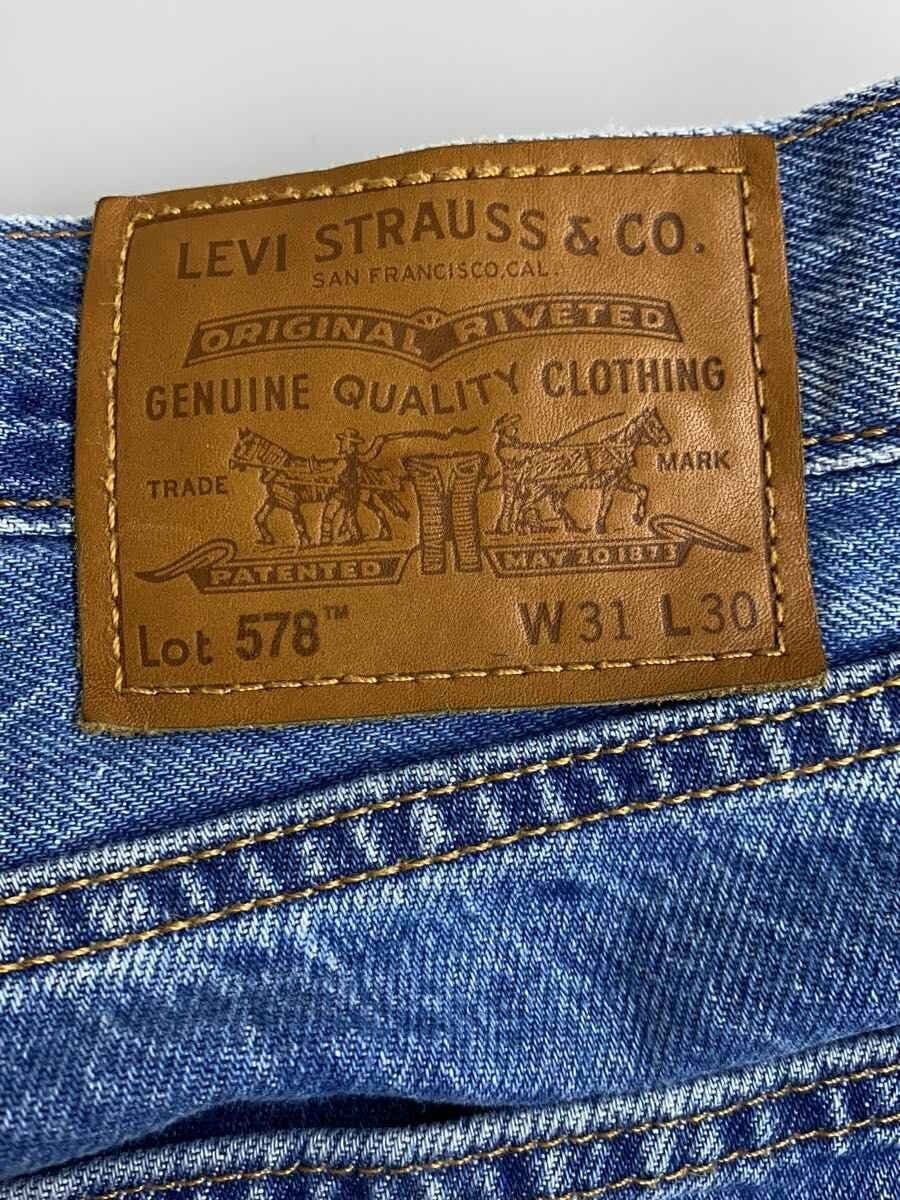 LEVI STRAUSS & CO.
SAN FRANCISCO, CAL.
ORIGINAL RIVETED
GENUINE QUALITY CLOTHING
TRADE MARK
PATENTED MAY 20 1873
Lot 578™ W31 L30